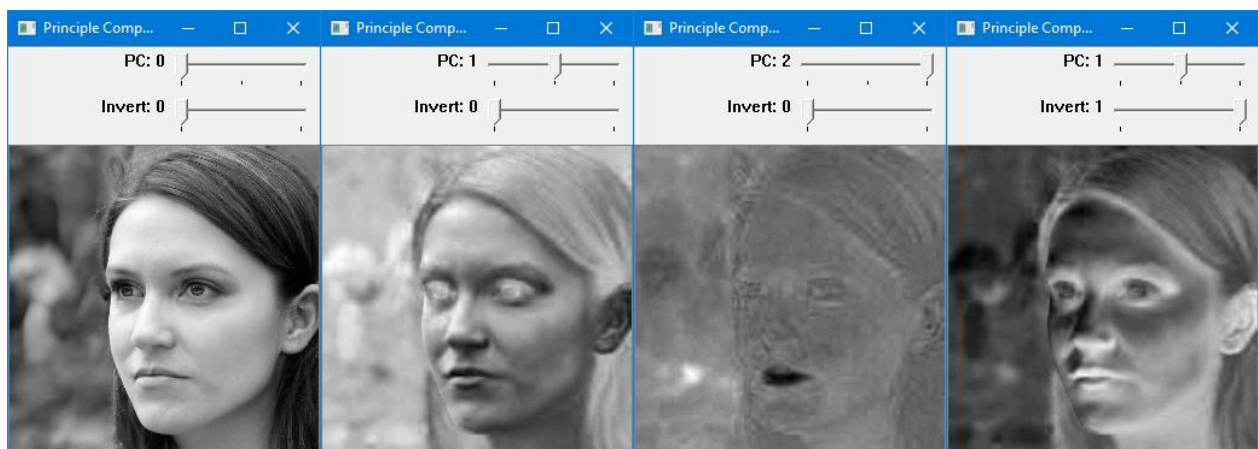 Principle Comp...
PC: 0
Invert: 0
Principle Comp...
PC: 1
Invert: 0
Principle Comp...
PC: 2
Invert: 0
Principle Comp...
PC: 1
Invert: 1